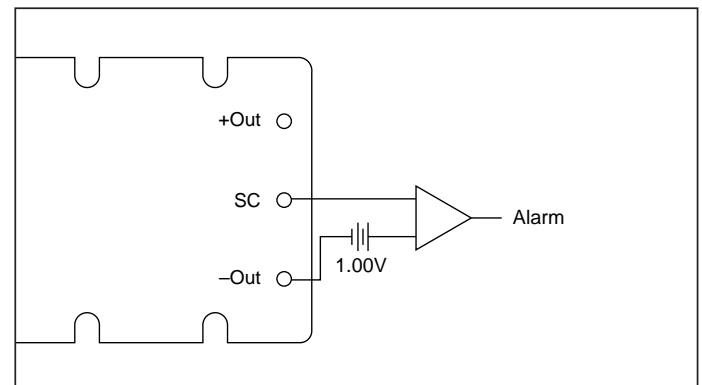 +Out
SC
Alarm
–Out
1.00V